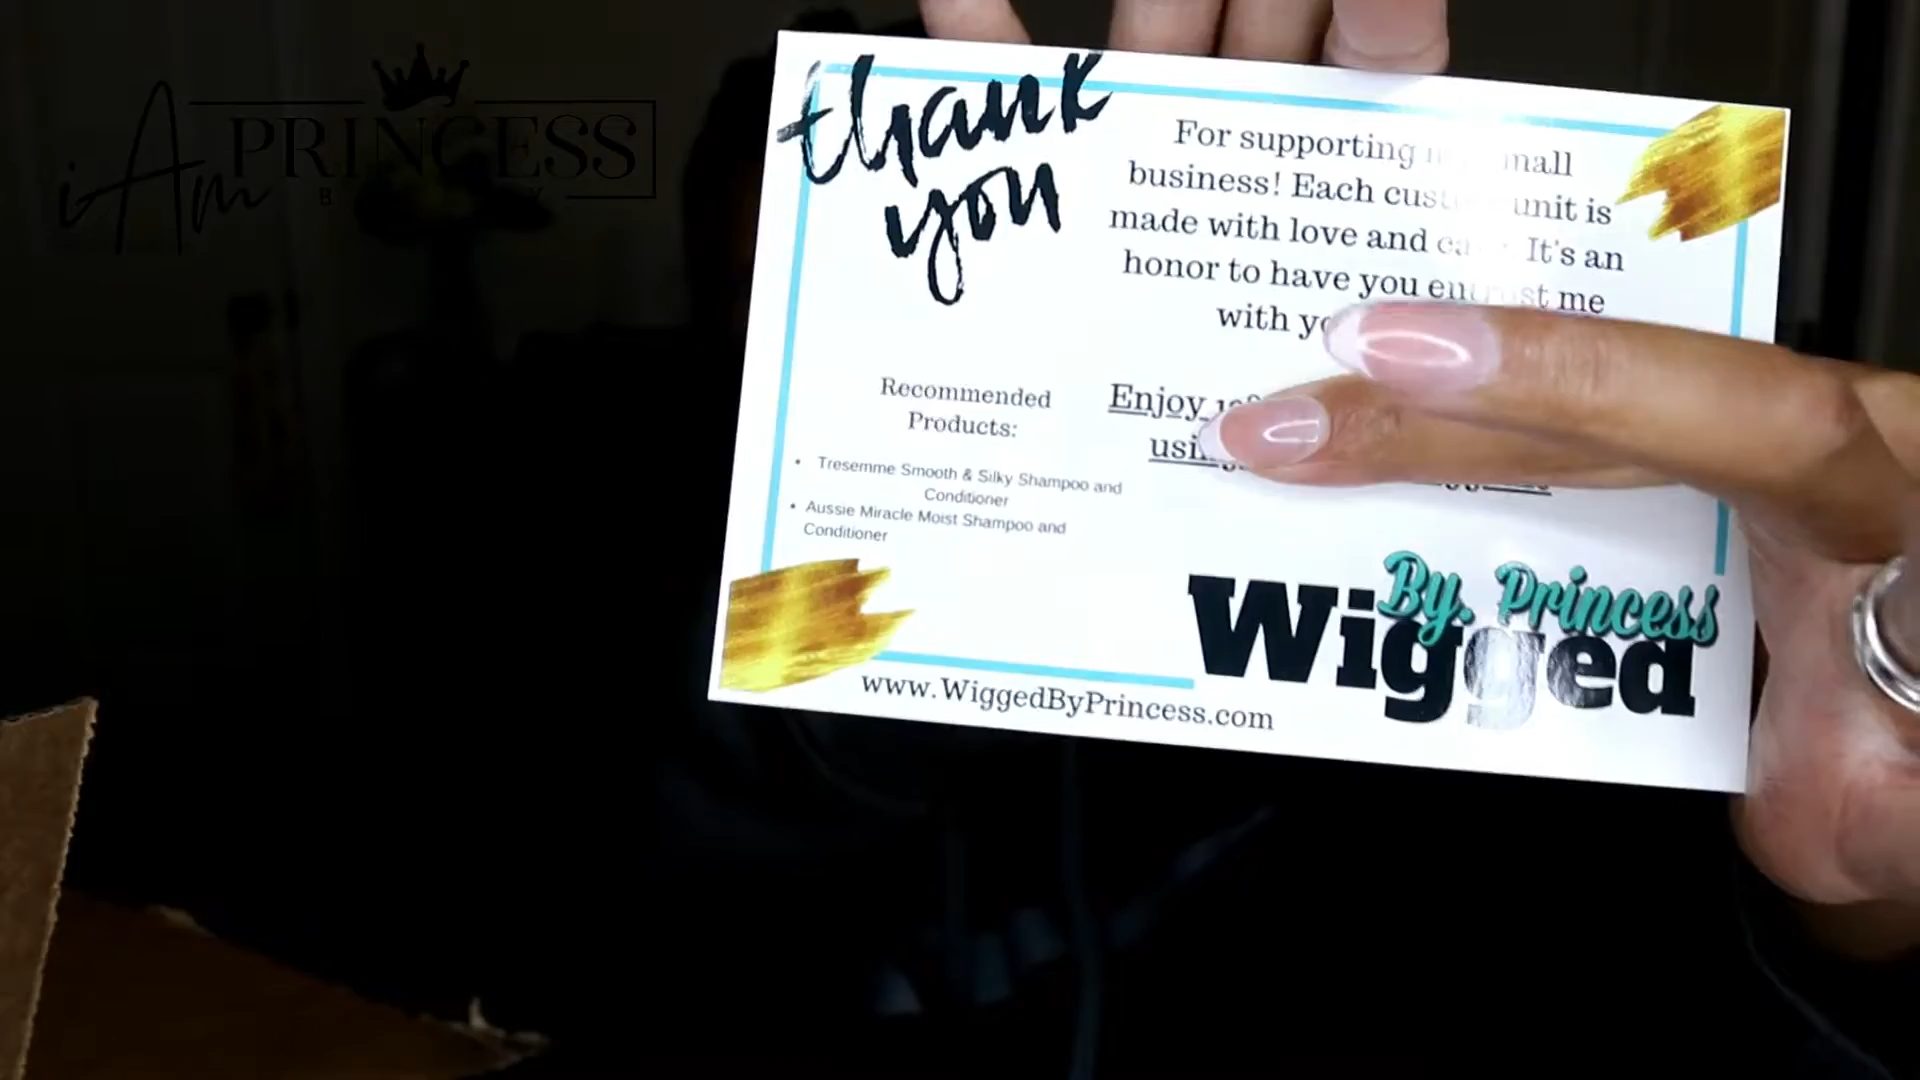 iAm PRINCESS
thank
you
For supporting mall
business! Each unit is
made with love and It's an
honor to have you me
with
Enjoy
Recommended
Products:
• Tresemme Smooth & Silky Shampoo and
Conditioner
• Aussie Miracle Moist Shampoo and
Conditioner
By. Princess
Wigged
www.WiggedByPrincess.com